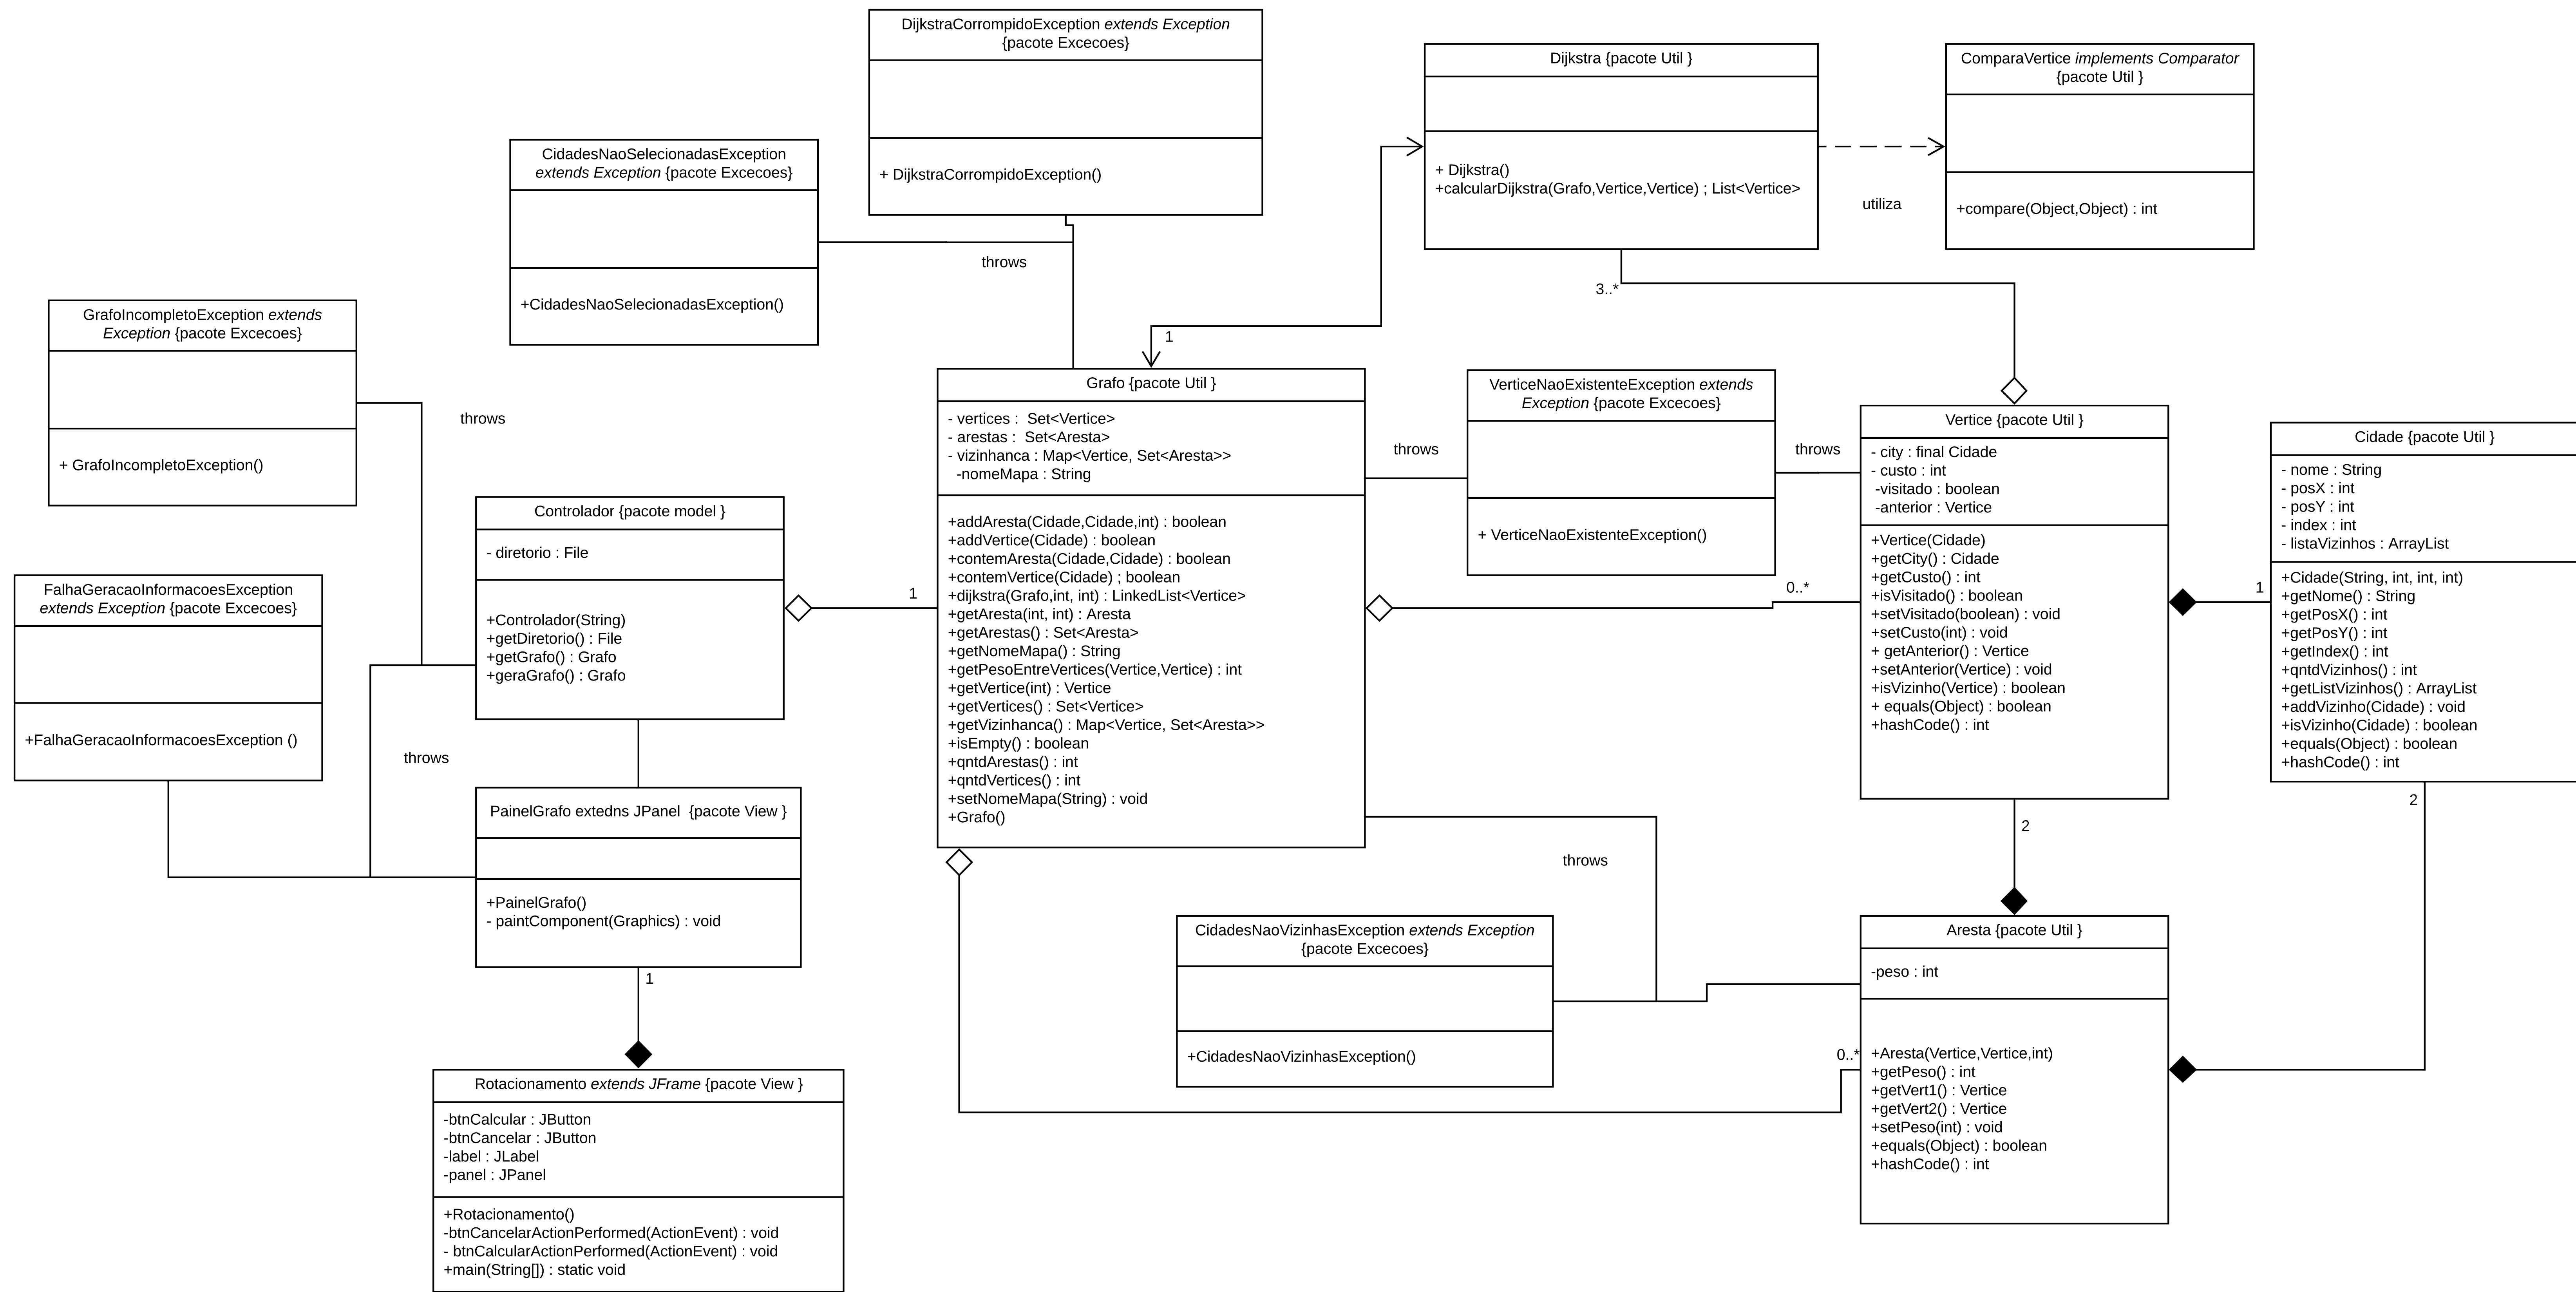 DijkstraCorrompidoException extends Exception
{pacote Excecoes}
+ DijkstraCorrompidoException()
Dijkstra {pacote Util }
+ Dijkstra()
+calcularDijkstra(Grafo,Vertice,Vertice) ; List<Vertice>
ComparaVertice implements Comparator
{pacote Util }
+compare(Object,Object) : int
utiliza
CidadesNaoSelecionadasException
extends Exception {pacote Excecoes}
+CidadesNaoSelecionadasException()
throws
3..*
1
GrafoIncompletoException extends
Exception {pacote Excecoes}
+ GrafoIncompletoException()
throws
Grafo {pacote Util }
- vertices :  Set<Vertice>
- arestas :  Set<Aresta>
- vizinhanca : Map<Vertice, Set<Aresta>>
-nomeMapa : String
+addAresta(Cidade,Cidade,int) : boolean
+addVertice(Cidade) : boolean
+contemAresta(Cidade,Cidade) : boolean
+contemVertice(Cidade) ; boolean
+dijkstra(Grafo,int, int) : LinkedList<Vertice>
+getAresta(int, int) : Aresta
+getArestas() : Set<Aresta>
+getNomeMapa() : String
+getPesoEntreVertices(Vertice,Vertice) : int
+getVertice(int) : Vertice
+getVertices() : Set<Vertice>
+getVizinhanca() : Map<Vertice, Set<Aresta>>
+isEmpty() : boolean
+qntdArestas() : int
+qntdVertices() : int
+setNomeMapa(String) : void
+Grafo()
throws
VerticeNaoExistenteException extends
Exception {pacote Excecoes}
+ VerticeNaoExistenteException()
throws
0..*
Vertice {pacote Util }
- city : final Cidade
- custo : int
-visitado : boolean
-anterior : Vertice
+Vertice(Cidade)
+getCity() : Cidade
+getCusto() : int
+isVisitado() : boolean
+setVisitado(boolean) : void
+setCusto(int) : void
+ getAnterior() : Vertice
+setAnterior(Vertice) : void
+isVizinho(Vertice) : boolean
+ equals(Object) : boolean
+hashCode() : int
1
Cidade {pacote Util }
- nome : String
- posX : int
- posY : int
- index : int
- listaVizinhos : ArrayList
+Cidade(String, int, int, int)
+getNome() : String
+getPosX() : int
+getPosY() : int
+getIndex() : int
+qntdVizinhos() : int
+getListVizinhos() : ArrayList
+addVizinho(Cidade) : void
+isVizinho(Cidade) : boolean
+equals(Object) : boolean
+hashCode() : int
2
2
Controlador {pacote model }
- diretorio : File
+Controlador(String)
+getDiretorio() : File
+getGrafo() : Grafo
+geraGrafo() : Grafo
1
FalhaGeracaoInformacoesException
extends Exception {pacote Excecoes}
+FalhaGeracaoInformacoesException ()
throws
PainelGrafo extedns JPanel  {pacote View }
+PainelGrafo()
- paintComponent(Graphics) : void
1
throws
CidadesNaoVizinhasException extends Exception
{pacote Excecoes}
+CidadesNaoVizinhasException()
0..*
Aresta {pacote Util }
-peso : int
+Aresta(Vertice,Vertice,int)
+getPeso() : int
+getVert1() : Vertice
+getVert2() : Vertice
+setPeso(int) : void
+equals(Object) : boolean
+hashCode() : int
Rotacionamento extends JFrame {pacote View }
-btnCalcular : JButton
-btnCancelar : JButton
-label : JLabel
-panel : JPanel
+Rotacionamento()
-btnCancelarActionPerformed(ActionEvent) : void
- btnCalcularActionPerformed(ActionEvent) : void
+main(String[]) : static void